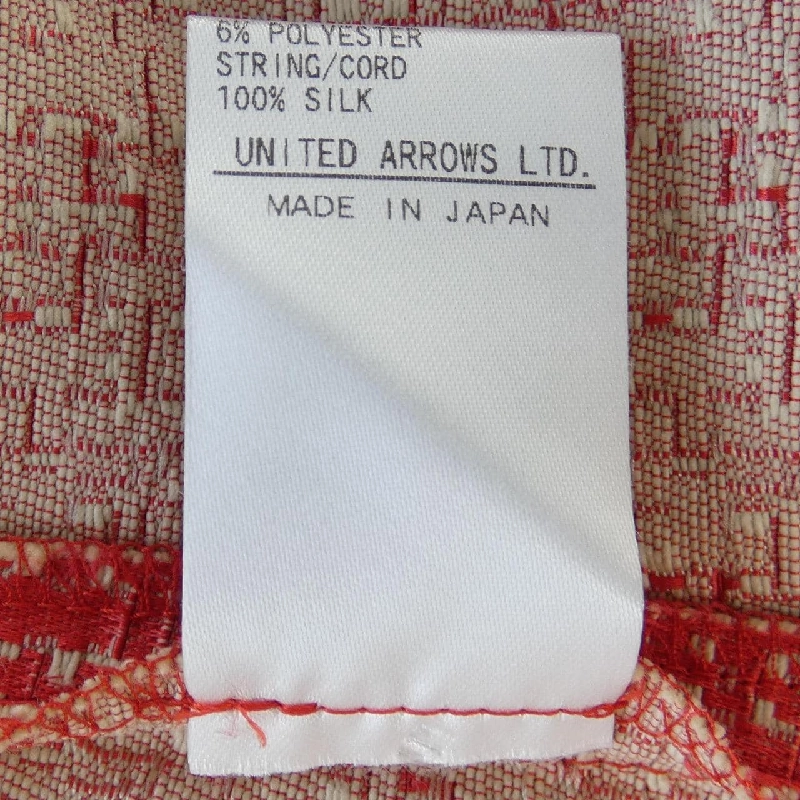 6% POLYESTER
STRING/CORD
100% SILK
UNITED ARROWS LTD.
MADE IN JAPAN